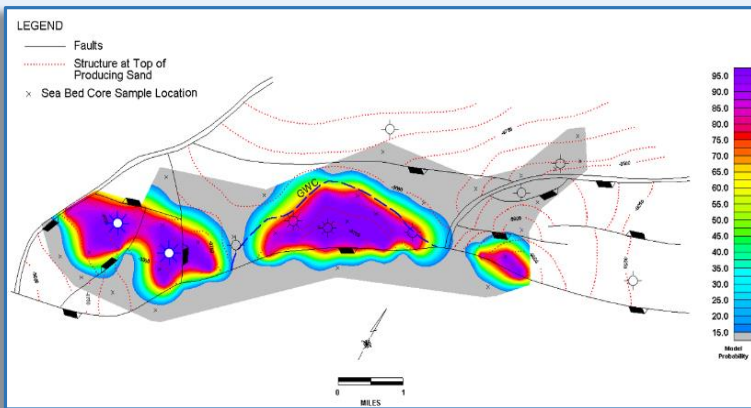 LEGEND
Faults
Structure at Top of
Producing Sand
× Sea Bed Core Sample Location
GWC
95.0
90.0
85.0
80.0
75.0
70.0
65.0
60.0
55.0
50.0
45.0
40.0
35.0
30.0
25.0
20.0
15.0
Model
Probability
0 1
MILES